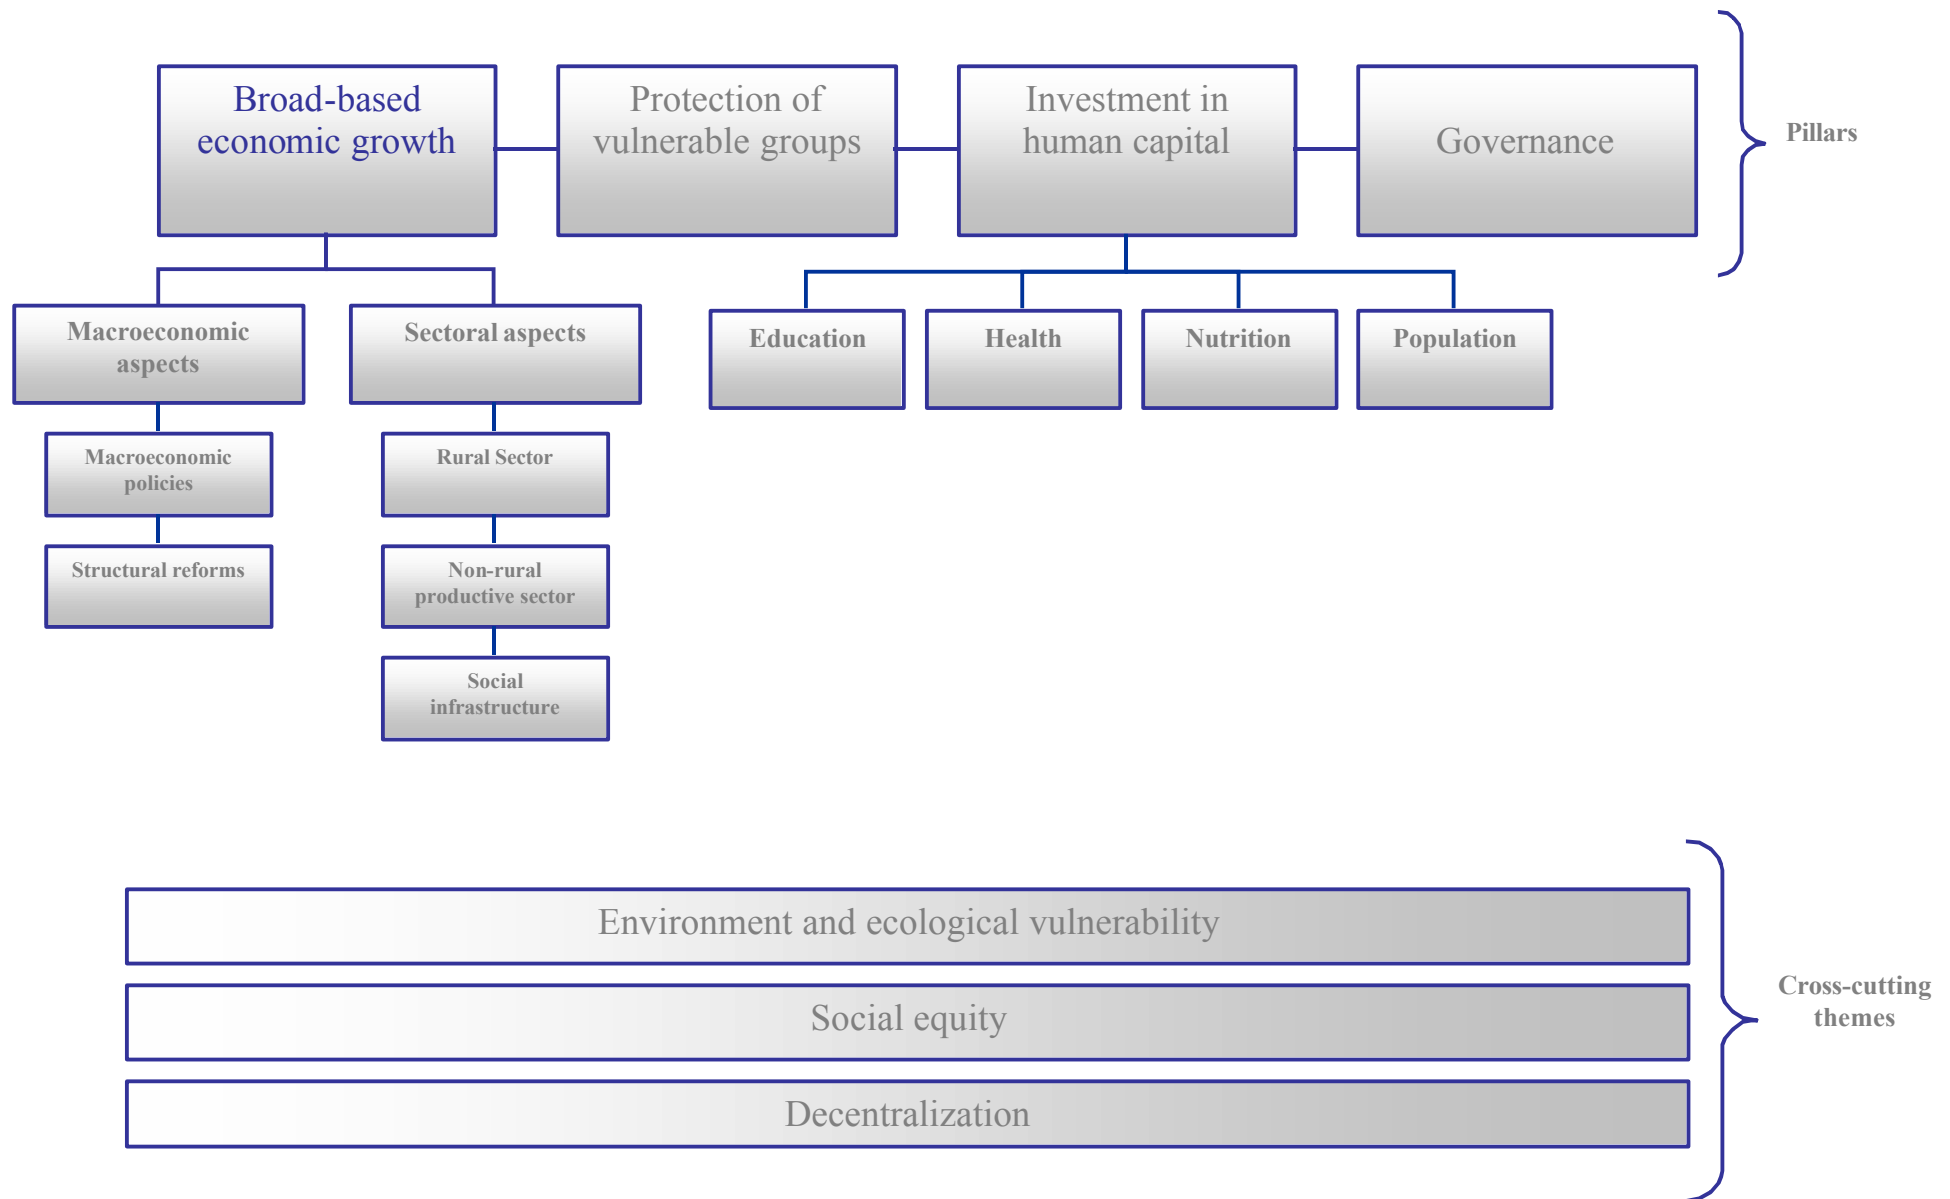 Broad-based
economic growth
Protection of
vulnerable groups
Investment in
human capital
Governance
Pillars
Macroeconomic
aspects
Sectoral aspects
Education
Health
Nutrition
Population
Macroeconomic
policies
Rural Sector
Structural reforms
Non-rural
productive sector
Social
infrastructure
Environment and ecological vulnerability
Social equity
Decentralization
Cross-cutting
themes